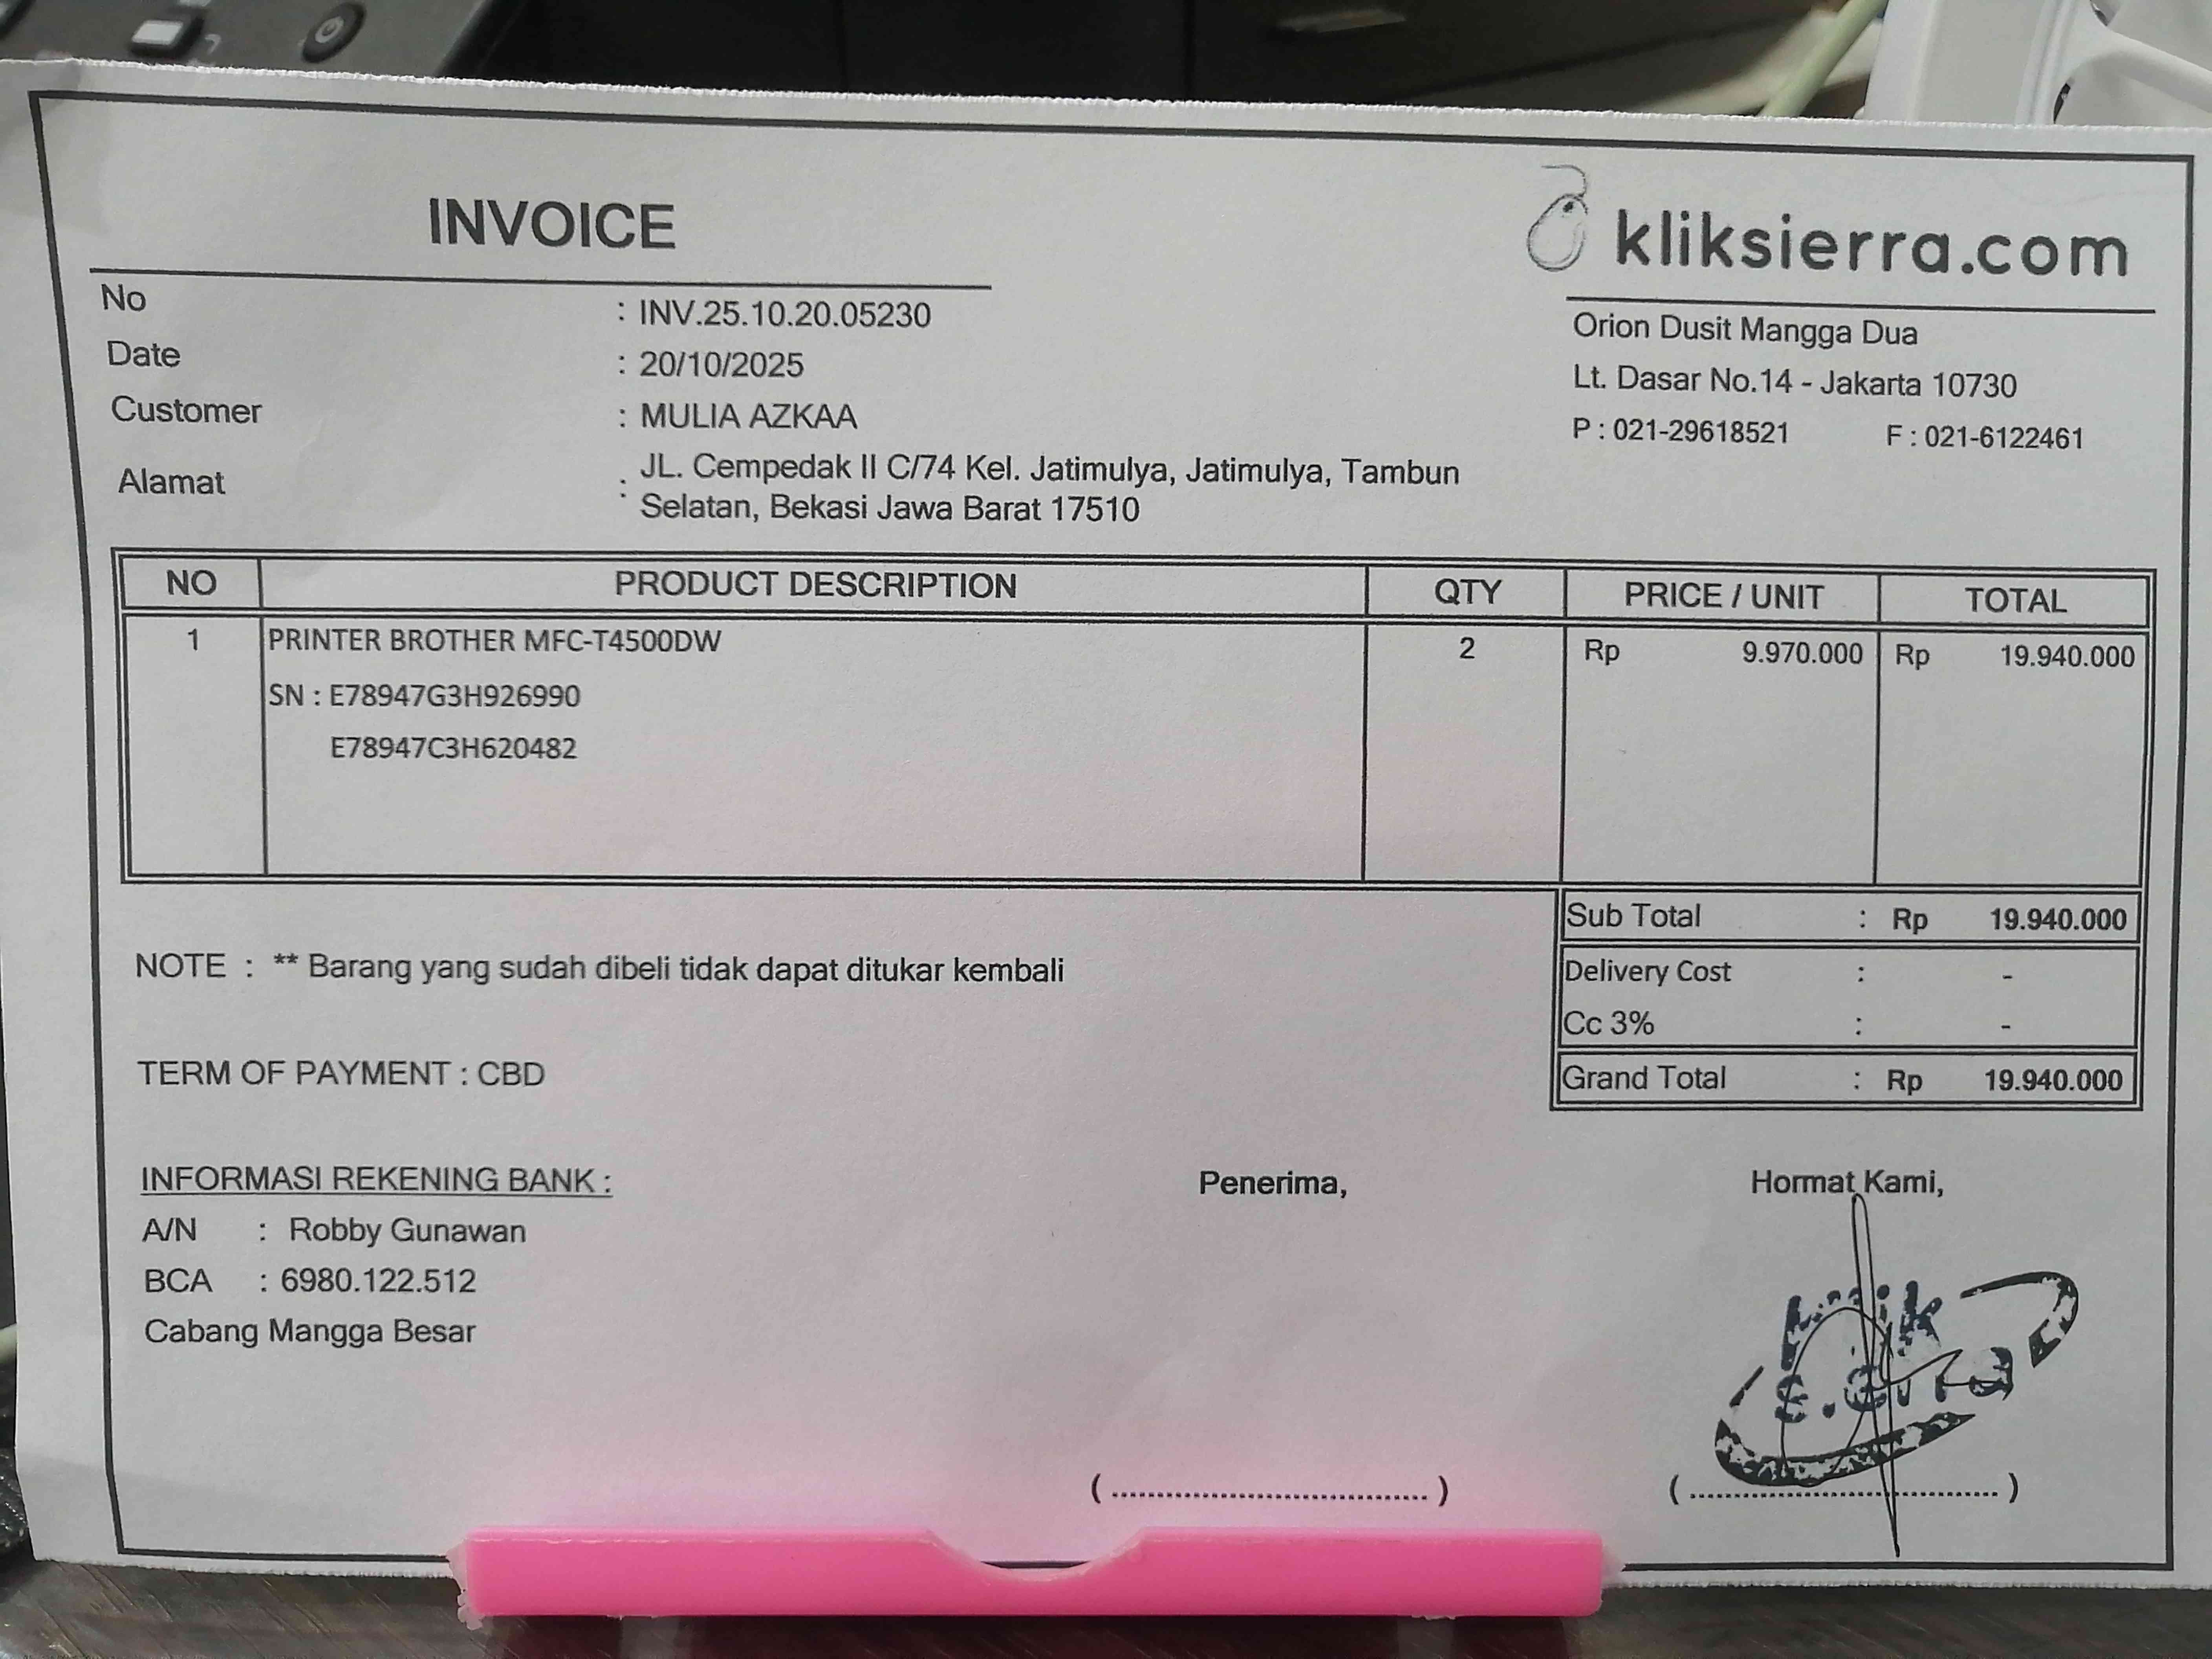 INVOICE
kliksierra.com
Orion Dusit Mangga Dua
Lt. Dasar No.14 - Jakarta 10730
P : 021-29618521 F : 021-6122461
No : INV.25.10.20.05230
Date : 20/10/2025
Customer : MULIA AZKAA
Alamat : JL. Cempedak II C/74 Kel. Jatimulya, Jatimulya, Tambun
Selatan, Bekasi Jawa Barat 17510
NO PRODUCT DESCRIPTION QTY PRICE / UNIT TOTAL
1 PRINTER BROTHER MFC-T4500DW 2 Rp 9.970.000 Rp 19.940.000
SN : E78947G3H926990
E78947C3H620482
Sub Total : Rp 19.940.000
Delivery Cost : -
Cc 3% : -
Grand Total : Rp 19.940.000
NOTE : ** Barang yang sudah dibeli tidak dapat ditukar kembali
TERM OF PAYMENT : CBD
INFORMASI REKENING BANK :
A/N : Robby Gunawan
BCA : 6980.122.512
Cabang Mangga Besar
Penerima,
(..............................)
Hormat Kami,
klik
sierra
(..............................)